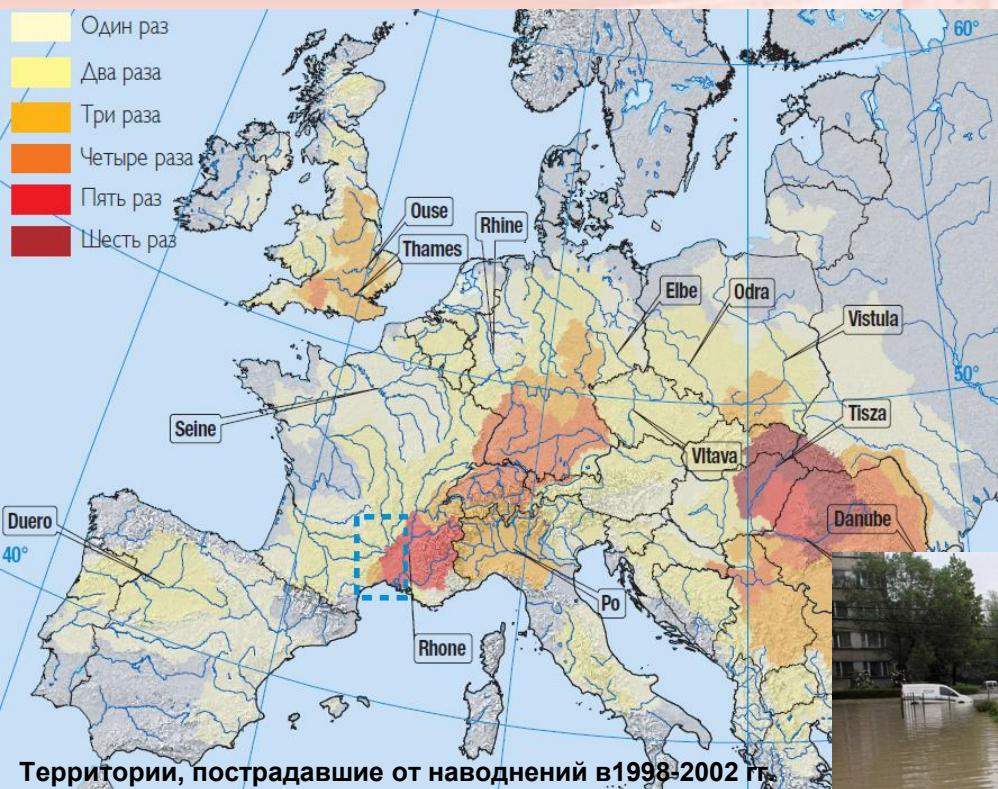 Один раз
Два раза
Три раза
Четыре раза
Пять раз
Шесть раз
60°
Ouse
Rhine
Thames
Elbe
Odra
Vistula
50°
Tisza
Seine
Vltava
Duero
Danube
40°
Po
Rhone
Территории, пострадавшие от наводнений в1998-2002 гг.